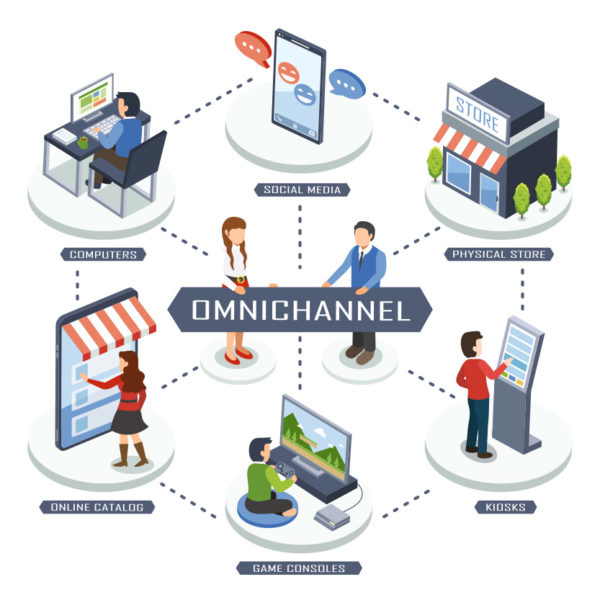 STORE
SOCIAL MEDIA
COMPUTERS
PHYSICAL STORE
OMNICHANNEL
ONLINE CATALOG
KIOSKS
GAME CONSOLES